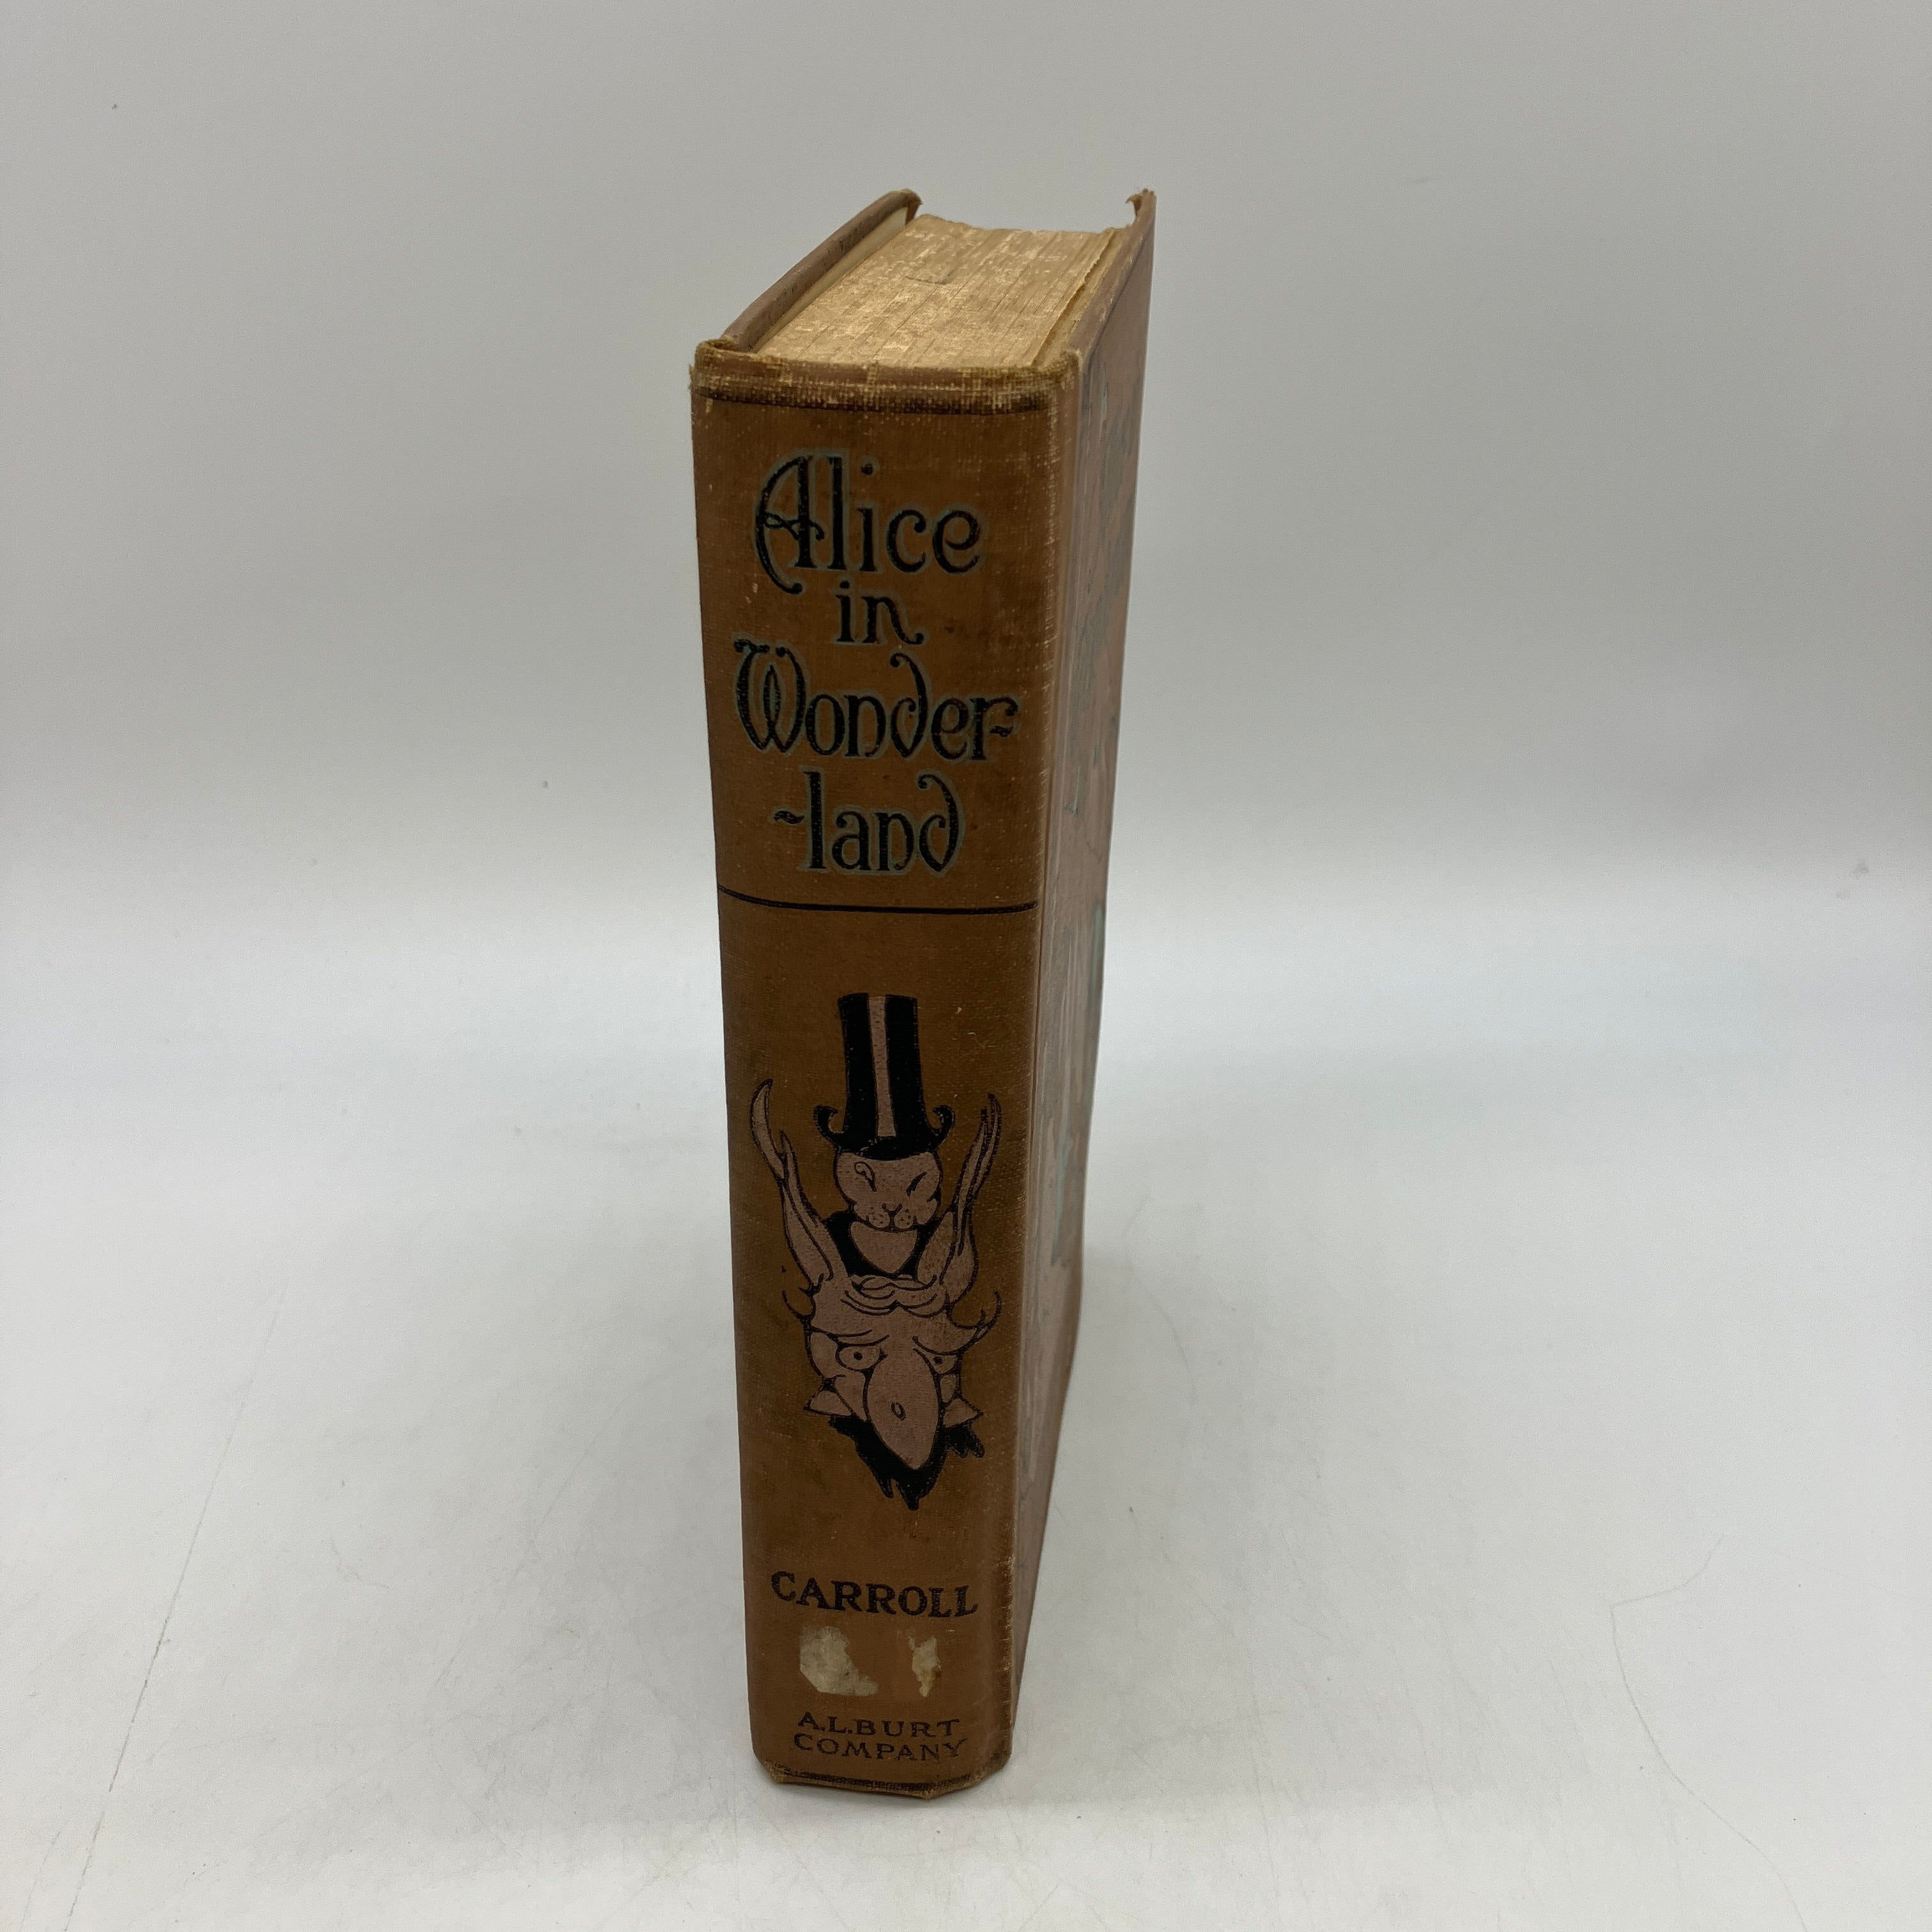 Alice
in
Wonder-
-land
CARROLL
A.L.BURT
COMPANY